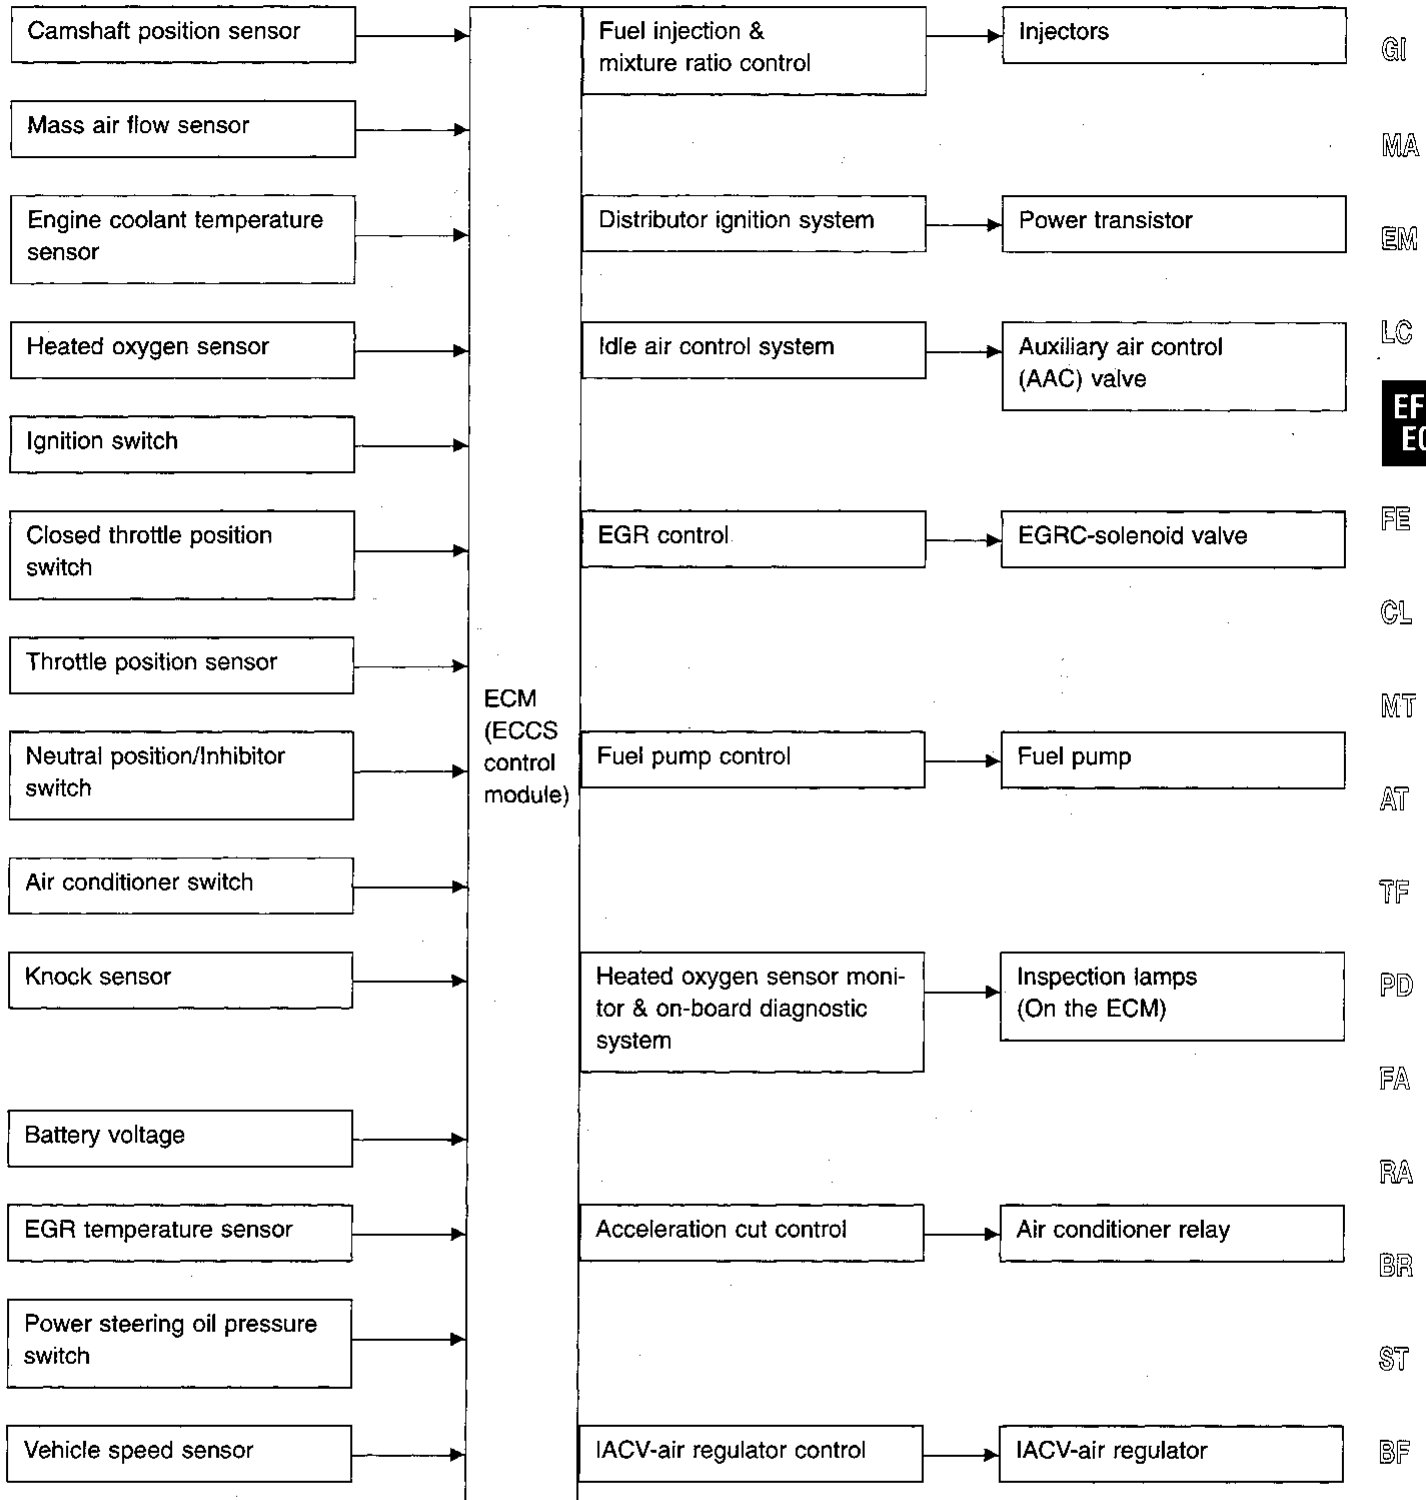 Camshaft position sensor
Mass air flow sensor
Engine coolant temperature
sensor
Heated oxygen sensor
Ignition switch
Closed throttle position
switch
Throttle position sensor
Neutral position/Inhibitor
switch
Air conditioner switch
Knock sensor
Battery voltage
EGR temperature sensor
Power steering oil pressure
switch
Vehicle speed sensor
ECM
(ECCS
control
module)
Fuel injection &
mixture ratio control
Distributor ignition system
Idle air control system
EGR control
Fuel pump control
Heated oxygen sensor moni-
tor & on-board diagnostic
system
Acceleration cut control
IACV-air regulator control
Injectors
Power transistor
Auxiliary air control
(AAC) valve
EGRC-solenoid valve
Fuel pump
Inspection lamps
(On the ECM)
Air conditioner relay
IACV-air regulator
GI
MA
EM
LC
EF
FE
CL
MT
AT
TF
PD
FA
RA
BR
ST
BF